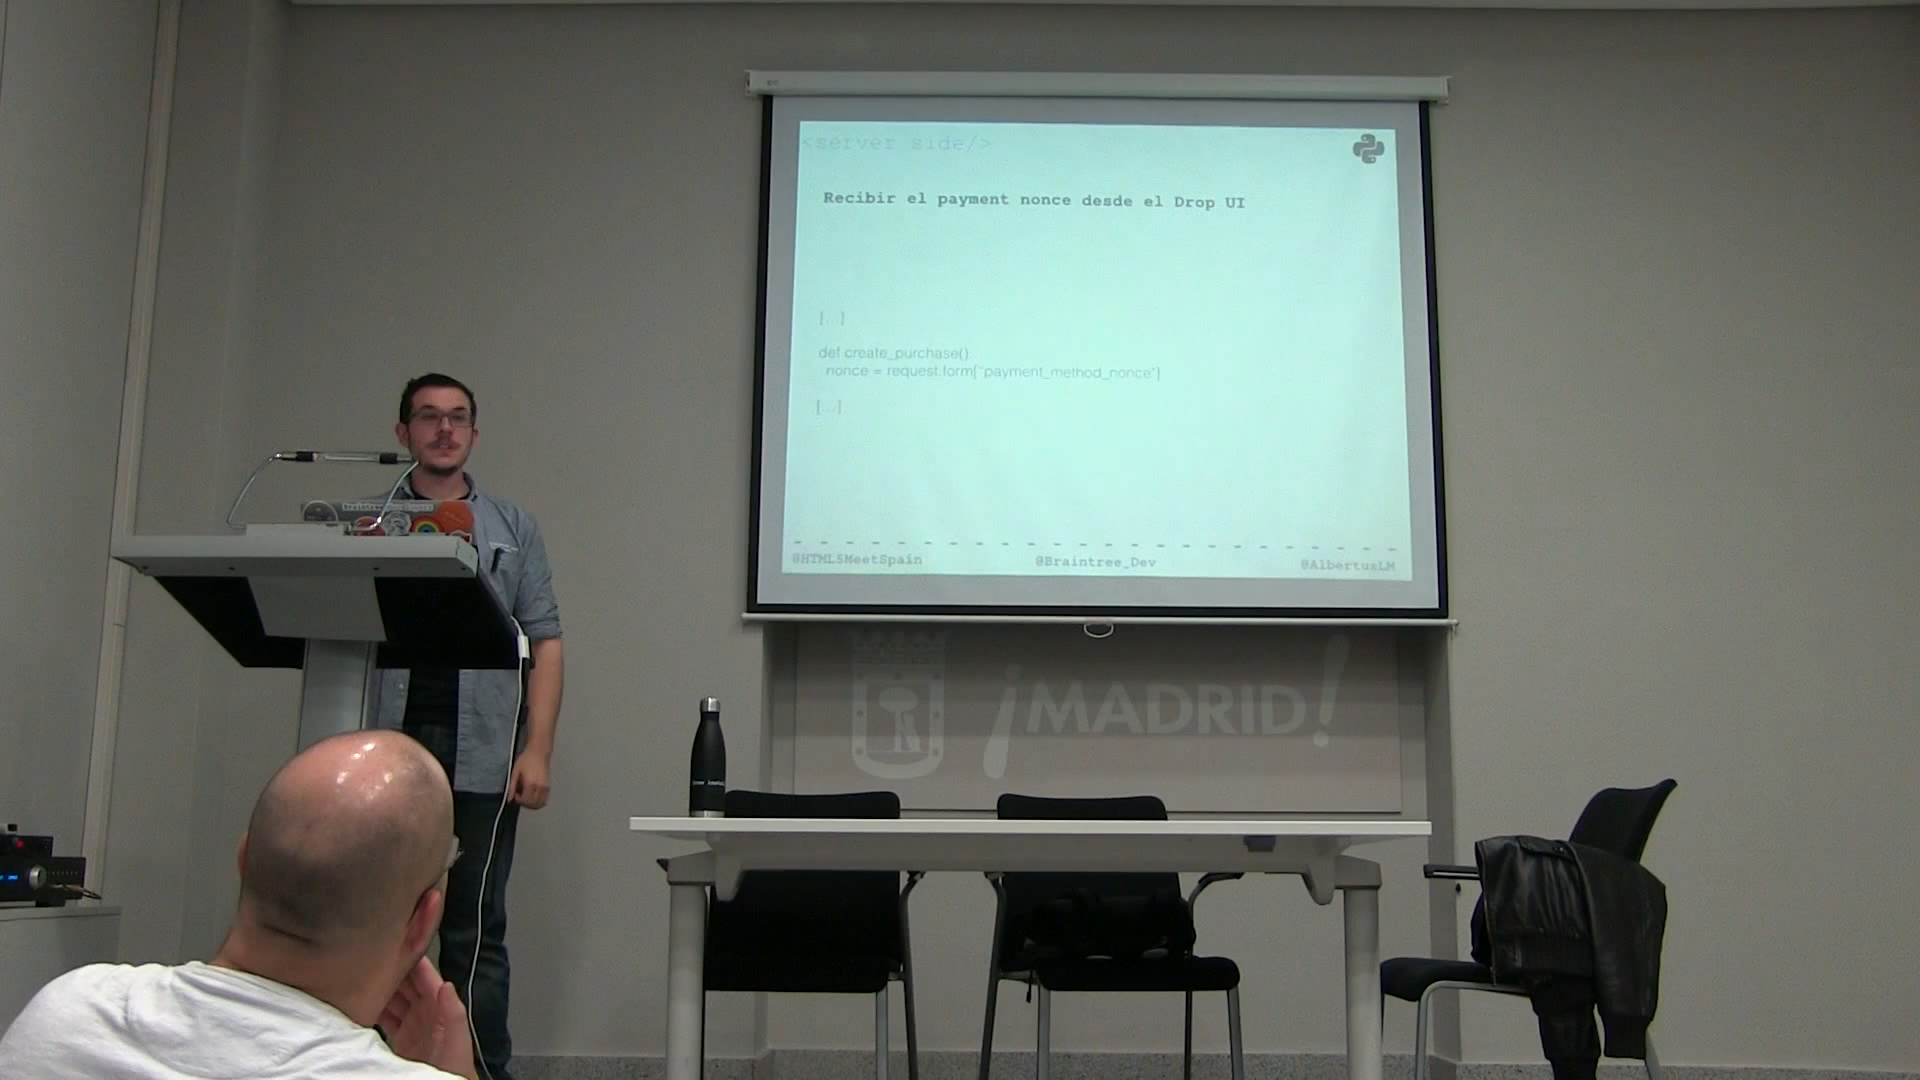 <server side/>
Recibir el payment nonce desde el Drop UI
[...]
def create_purchase():
nonce = request.form["payment_method_nonce"]
[...]
@HTML5MeetSpain @Braintree_Dev @AlbertusLM
¡MADRID!